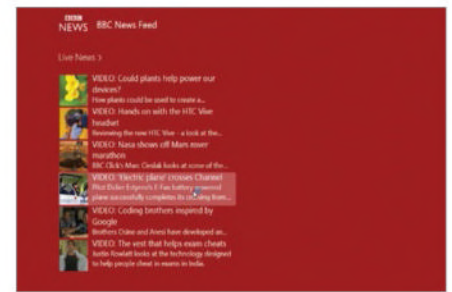 BBC
NEWS
BBC News Feed
Live News >
VIDEO: Could plants help power our
devices?
How plants could be used to create a...
VIDEO: Hands on with the HTC Vive
headset
Reviewing the new HTC Vive - a look at the...
VIDEO: Nasa shows off Mars rover
marathon
BBC Click's Marc Cieslak looks at some of the...
VIDEO: 'Electric plane' crosses Channel
Pilot Didier Esteyne's E-Fan battery-powered
plane successfully completes its crossing from...
VIDEO: Coding brothers inspired by
Google
Brothers and Anesi have developed an...
VIDEO: The vest that helps exam cheats
Justin Rowlatt looks at the technology designed
to help people cheat in exams in India.